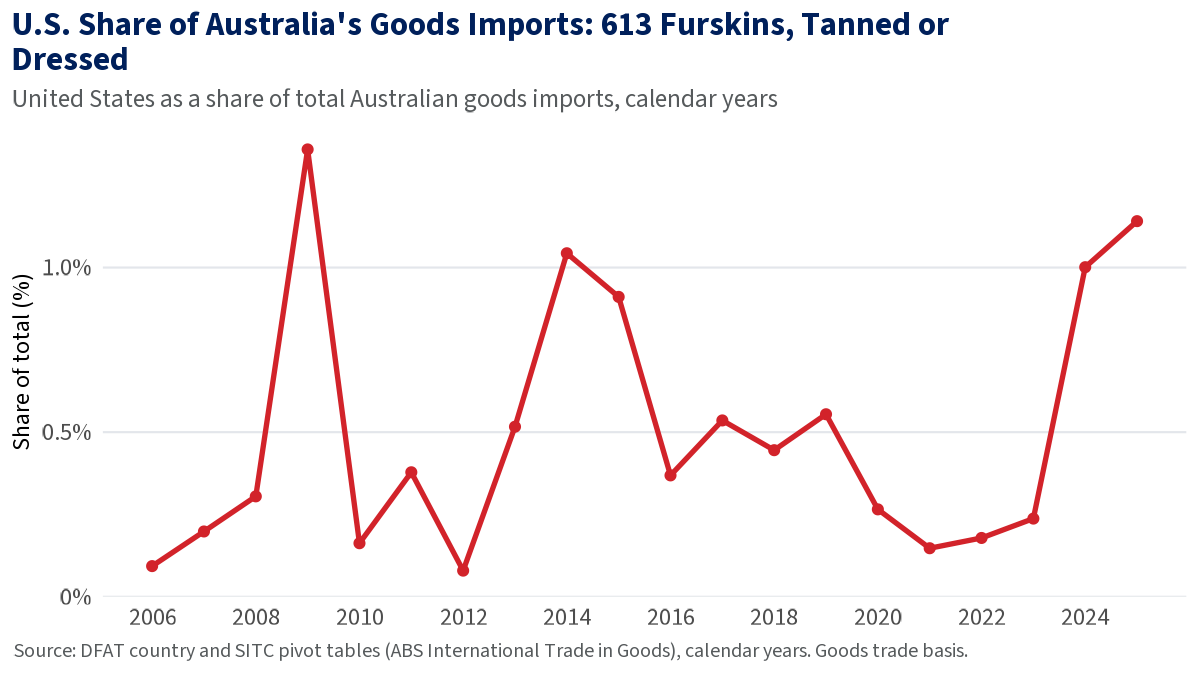 U.S. Share of Australia's Goods Imports: 613 Furskins, Tanned or
Dressed
United States as a share of total Australian goods imports, calendar years
Share of total (%)
1.0%
0.5%
0%
2006 2008 2010 2012 2014 2016 2018 2020 2022 2024
Source: DFAT country and SITC pivot tables (ABS International Trade in Goods), calendar years. Goods trade basis.